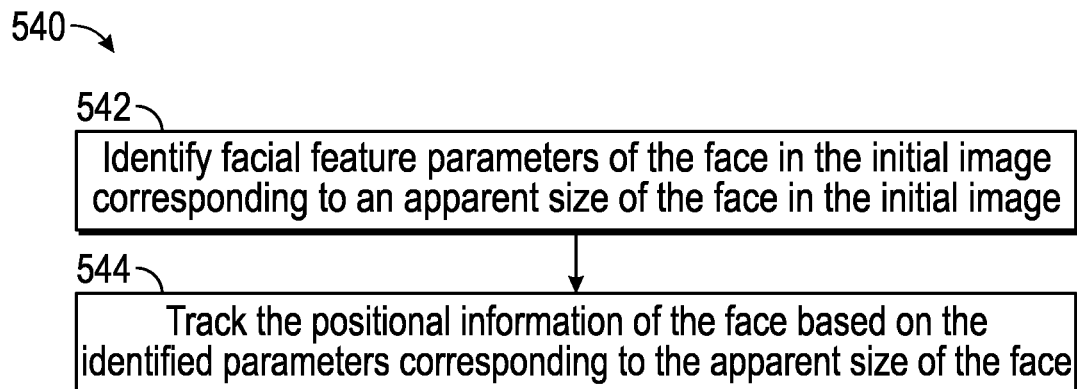 540
542
Identify facial feature parameters of the face in the initial image
corresponding to an apparent size of the face in the initial image
544
Track the positional information of the face based on the
identified parameters corresponding to the apparent size of the face